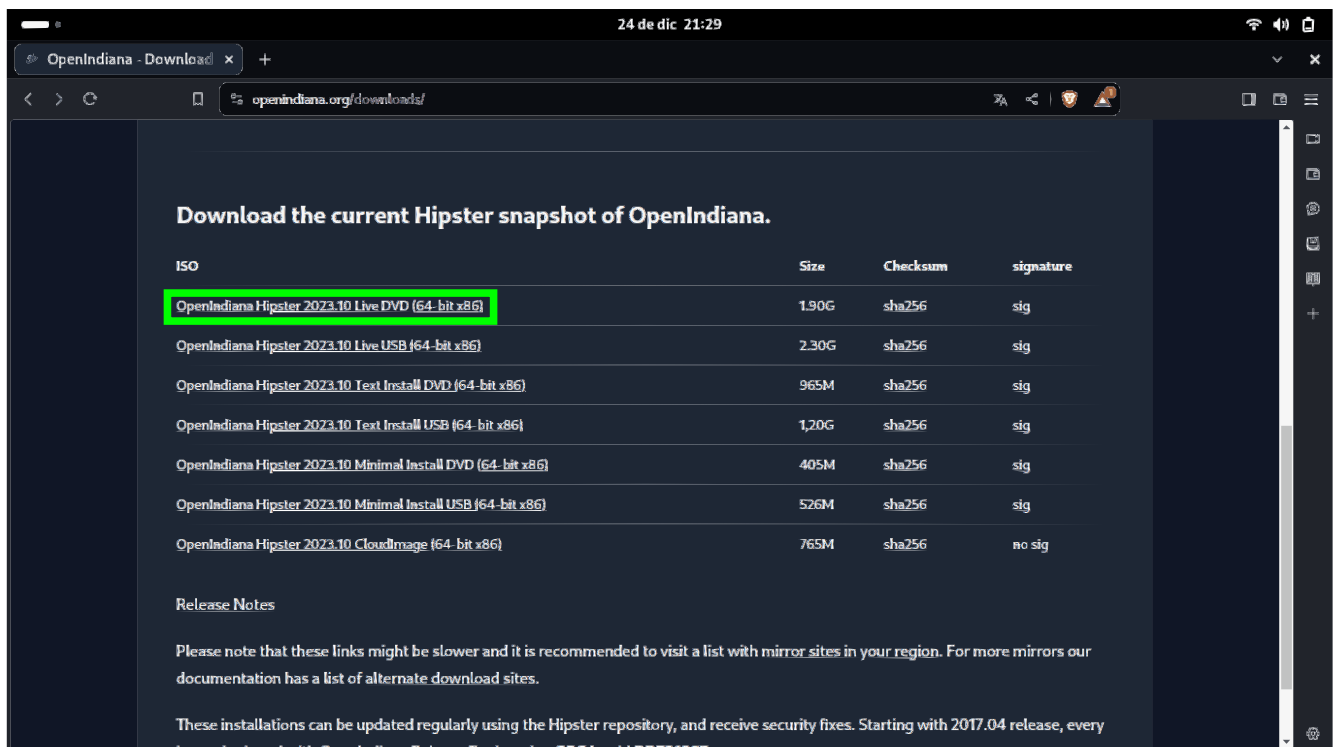 24 de dic 21:29
OpenIndiana - Download
openindiana.org/downloads/
1
Download the current Hipster snapshot of OpenIndiana.
ISO Size Checksum signature
OpenIndiana Hipster 2023.10 Live DVD (64-bit x86) 1.90G sha256 sig
OpenIndiana Hipster 2023.10 Live USB (64-bit x86) 2.30G sha256 sig
OpenIndiana Hipster 2023.10 Text Install DVD (64-bit x86) 965M sha256 sig
OpenIndiana Hipster 2023.10 Text Install USB (64-bit x86) 1,20G sha256 sig
OpenIndiana Hipster 2023.10 Minimal Install DVD (64-bit x86) 405M sha256 sig
OpenIndiana Hipster 2023.10 Minimal Install USB (64-bit x86) 526M sha256 sig
OpenIndiana Hipster 2023.10 CloudImage (64-bit x86) 765M sha256 no sig
Release Notes
Please note that these links might be slower and it is recommended to visit a list with mirror sites in your region. For more mirrors our
documentation has a list of alternate download sites.
These installations can be updated regularly using the Hipster repository, and receive security fixes. Starting with 2017.04 release, every